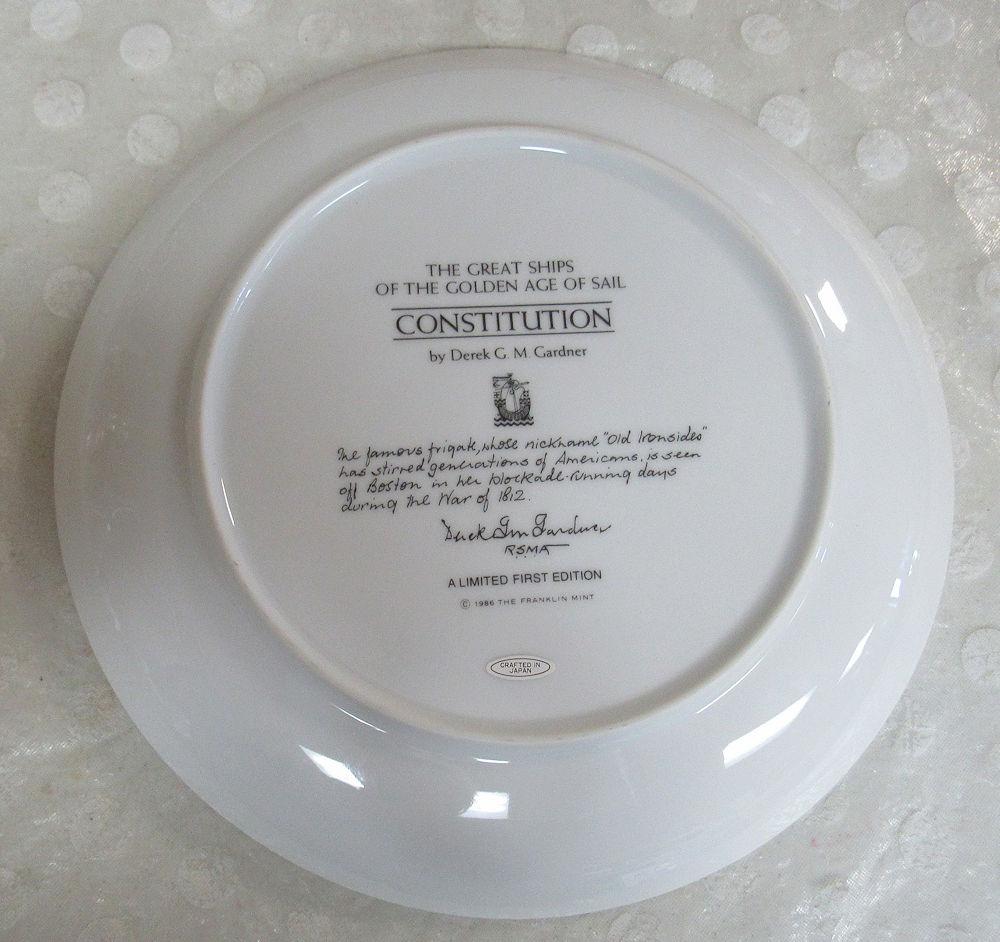 THE GREAT SHIPS
OF THE GOLDEN AGE OF SAIL
CONSTITUTION
by Derek G. M. Gardner
The famous frigate, whose nickname "Old Ironsides"
has stirred generations of Americans, is seen
off Boston in her blockade-running days
during the War of 1812.
Derek Gm Gardner
RSMA
A LIMITED FIRST EDITION
© 1986 THE FRANKLIN MINT
CRAFTED IN
JAPAN